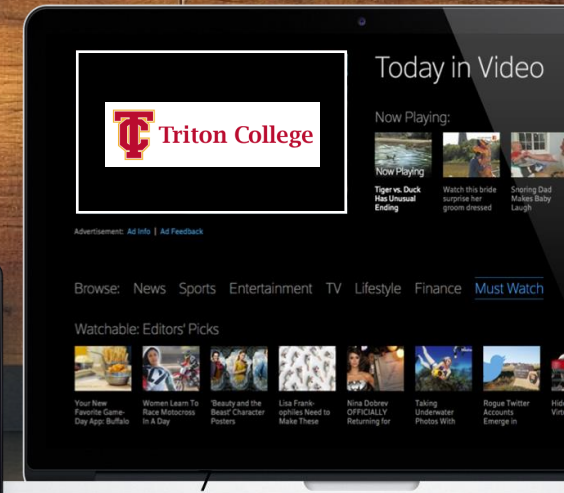 Today in Video
TC Triton College
Now Playing:
Now Playing
Tiger vs. Duck
Has Unusual
Ending
Watch this bride
surprise her
groom dressed
Snoring Dad
Makes Baby
Laugh
Advertisement: Ad Info | Ad Feedback
Browse: News Sports Entertainment TV Lifestyle Finance Must Watch
Watchable: Editors' Picks
Your New
Favorite Game-
Day App: Buffalo
Women Learn To
Race Motocross
In A Day
'Beauty and the
Beast' Character
Posters
Lisa Frank-
ophiles Need to
Make These
Nina Dobrev
OFFICIALLY
Returning for
Taking
Underwater
Photos With
Rogue Twitter
Accounts
Emerge in